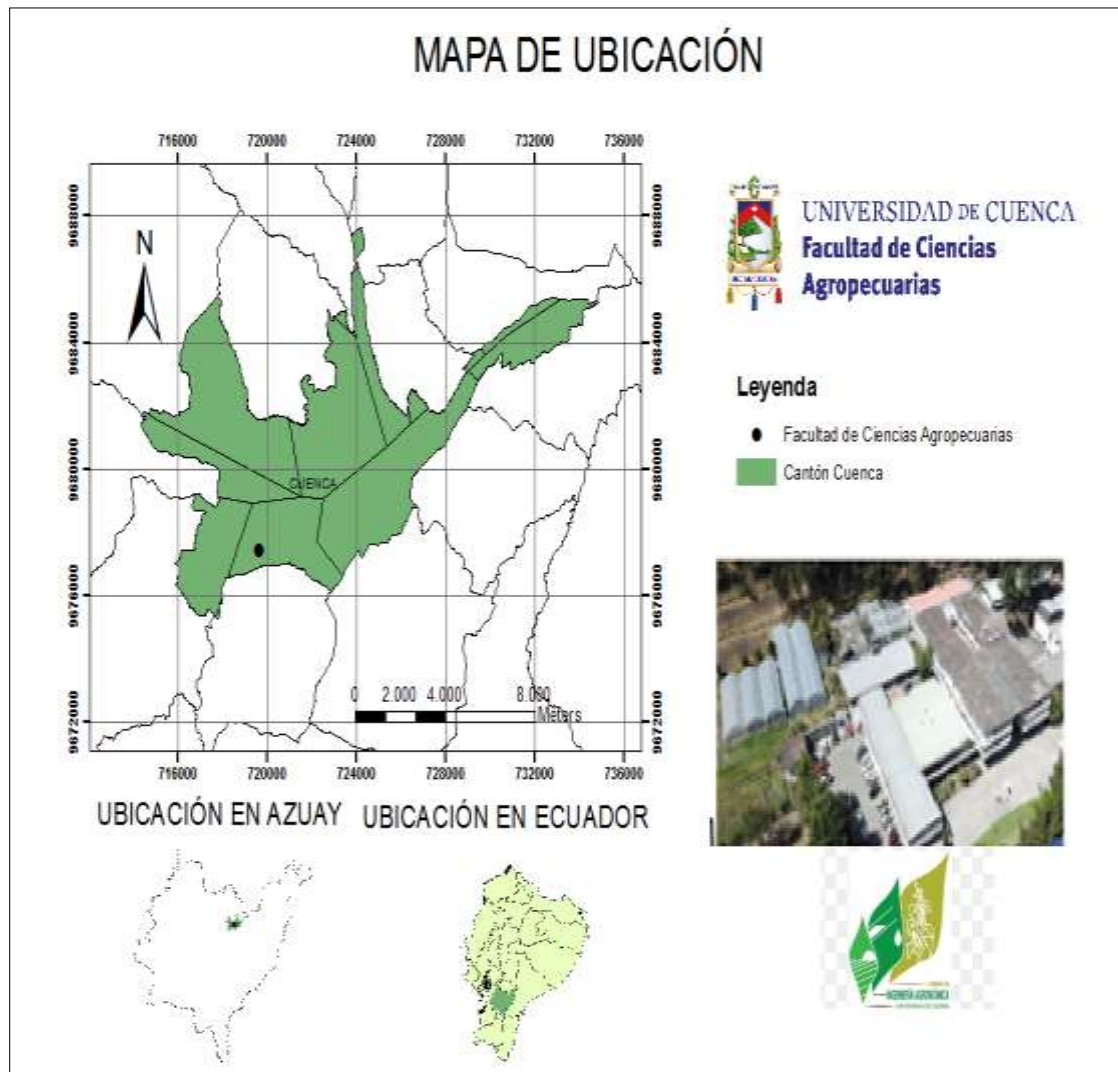 MAPA DE UBICACIÓN
716000 720000 724000 728000 732000 736000
9688000 9688000
N
9684000 9684000
9680000 9680000
CUENCA
9676000 9676000
0 2.000 4.000 8.000
Meters
9672000 9672000
716000 720000 724000 728000 732000 736000
UNIVERSIDAD DE CUENCA
Facultad de Ciencias
Agropecuarias
Leyenda
Facultad de Ciencias Agropecuarias
Cantón Cuenca
UBICACIÓN EN AZUAY UBICACIÓN EN ECUADOR
INGENIERÍA AGRONÓMICA